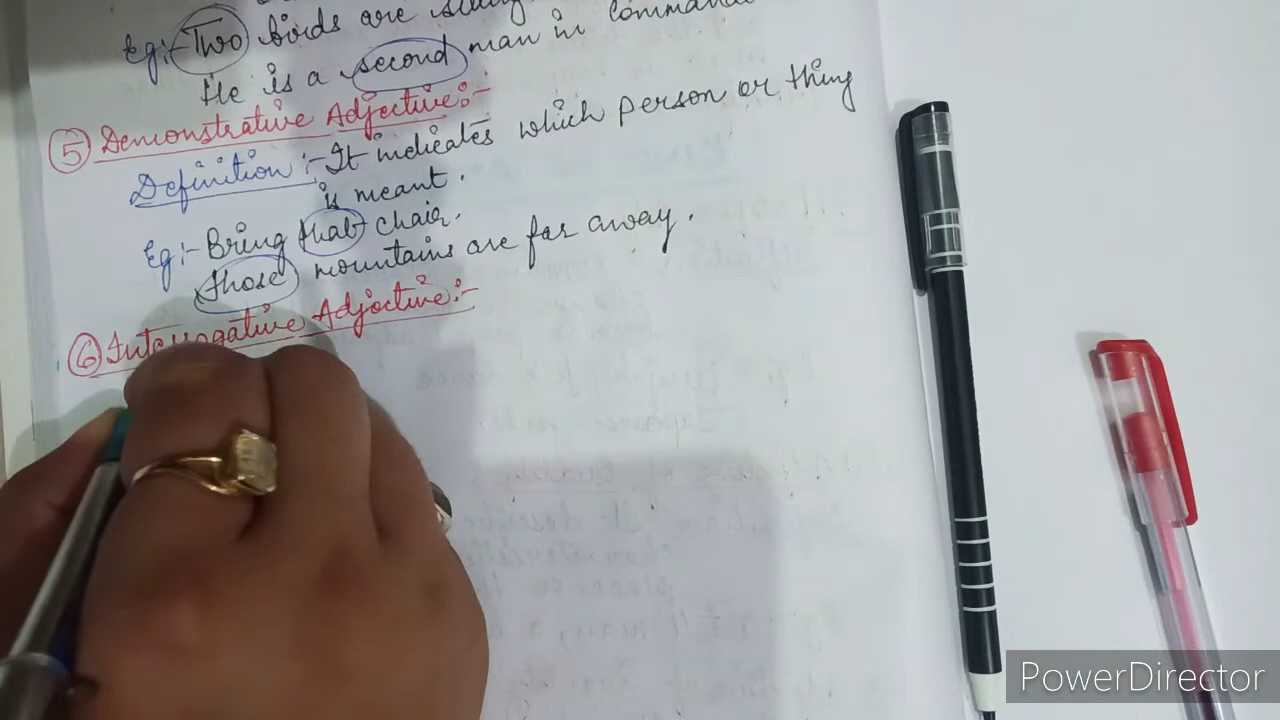 Eg:- Two birds are
He is a second man in command
⑤ Demonstrative Adjective:-
Definition:- It indicates which person or thing
is meant.
Eg:- Bring that chair.
those mountains are far away.
⑥ Interrogative Adjective:-
PowerDirector